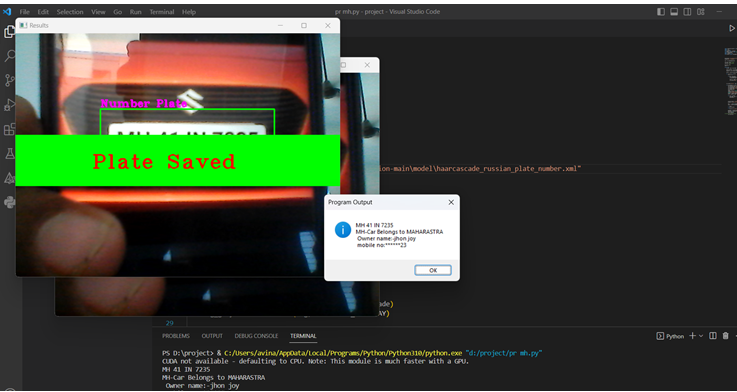 File Edit Selection View Go Run Terminal Help
pr mh.py - project - Visual Studio Code
Results
Number Plate
MH 41 IN 7235
Plate Saved
ion-main\model\haarcascade_russian_plate_number.xml"
Program Output
MH 41 IN 7235
MH-Car Belongs to MAHARASTRA
Owner name:-jhon joy
mobile no:******23
OK
ade)
AY)
29
PROBLEMS OUTPUT DEBUG CONSOLE TERMINAL
Python
PS D:\project> & C:/Users/avina/AppData/Local/Programs/Python/Python310/python.exe "d:/project/pr mh.py"
CUDA not available - defaulting to CPU. Note: This module is much faster with a GPU.
MH 41 IN 7235
MH-Car Belongs to MAHARASTRA
Owner name:-jhon joy